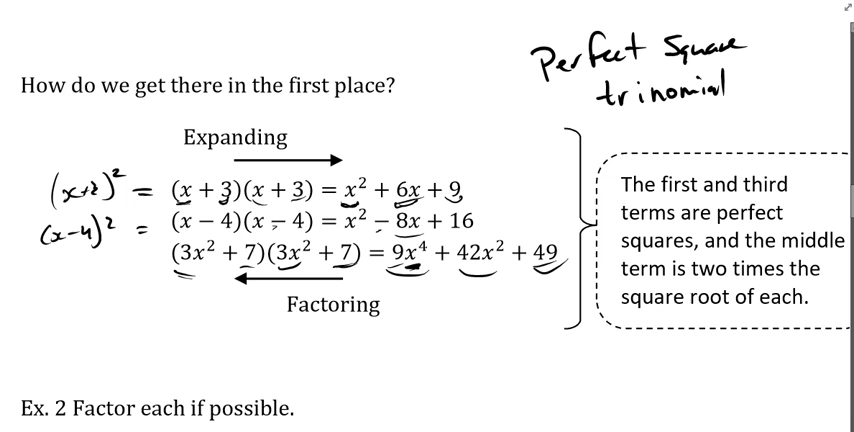 Perfect Square
trinomial
How do we get there in the first place?
Expanding
(x+3)² = (x + 3)(x + 3) = x² + 6x + 9
(x-4)² = (x − 4)(x − 4) = x² − 8x + 16
(3x² + 7)(3x² + 7) = 9x⁴ + 42x² + 49
Factoring
The first and third
terms are perfect
squares, and the middle
term is two times the
square root of each.
Ex. 2 Factor each if possible.